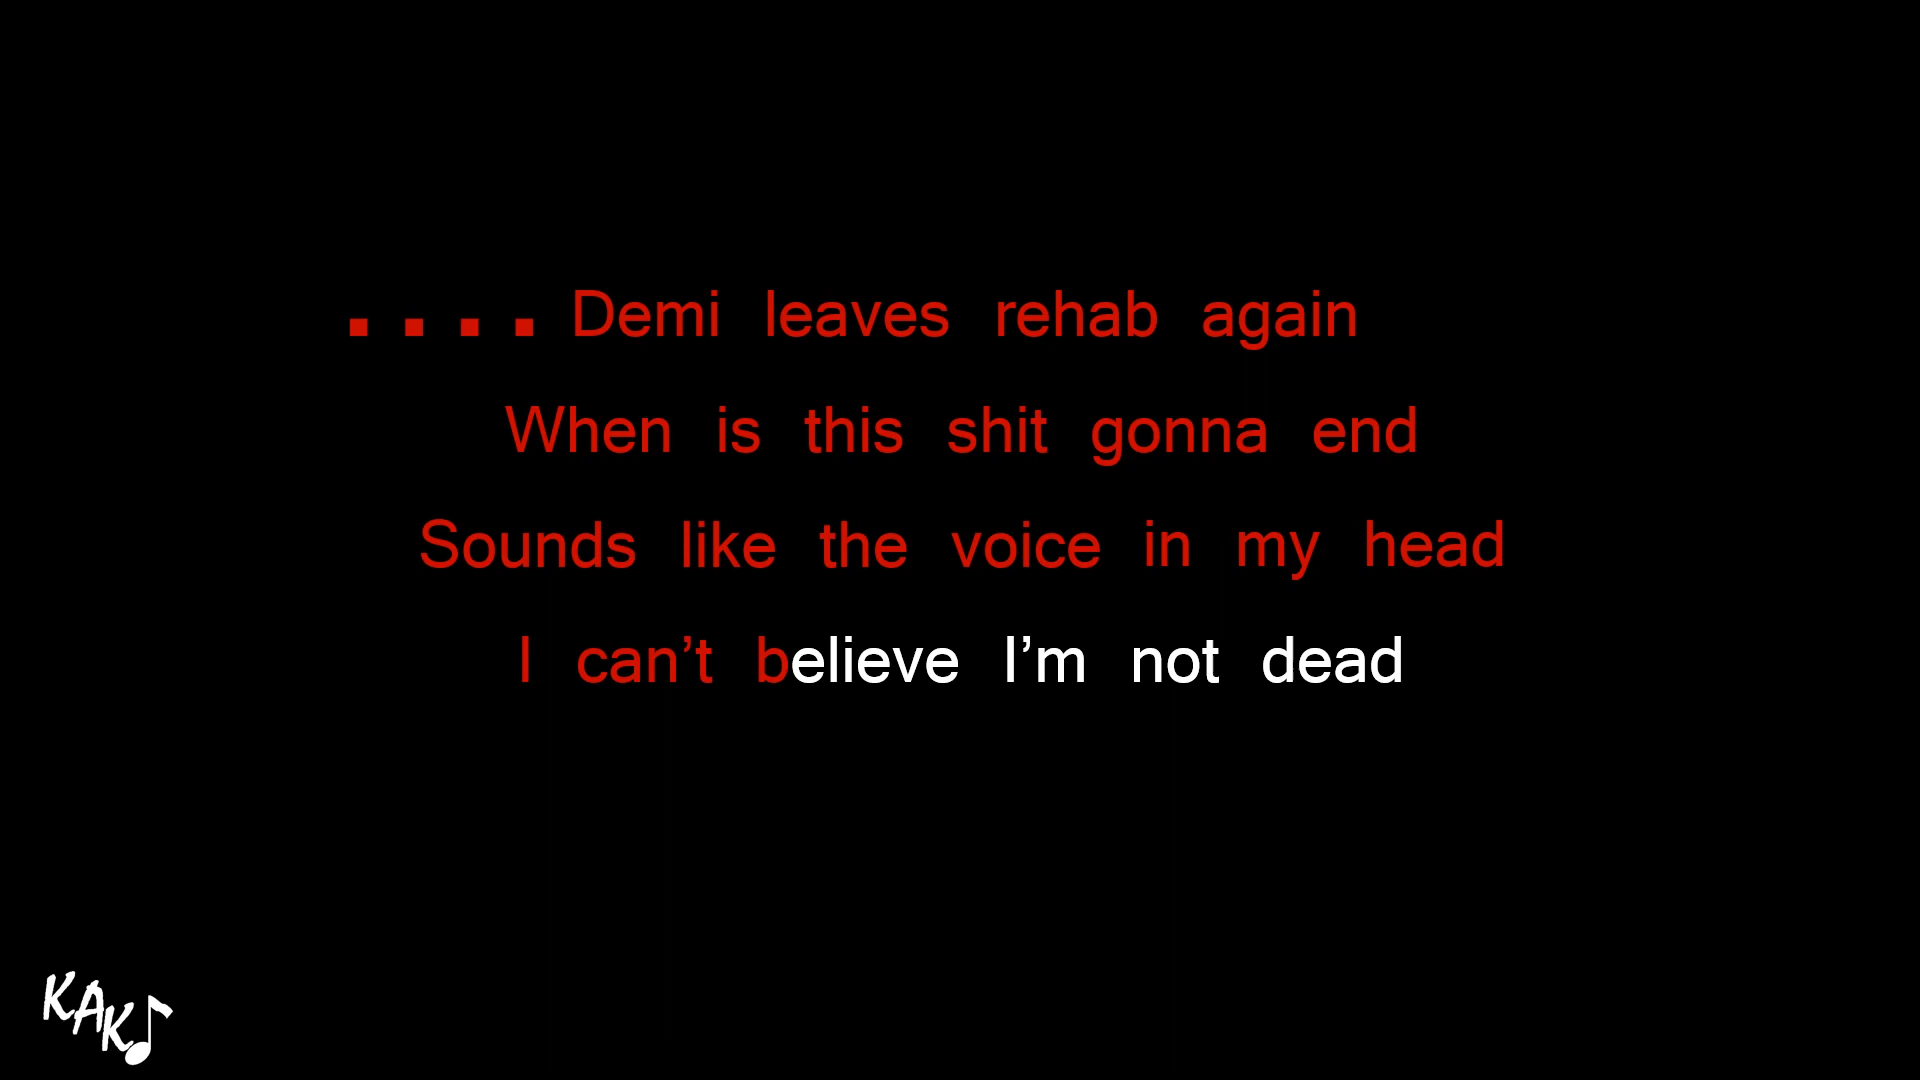 ....Demi leaves rehab again
When is this shit gonna end
Sounds like the voice in my head
I can’t believe I’m not dead
KAK